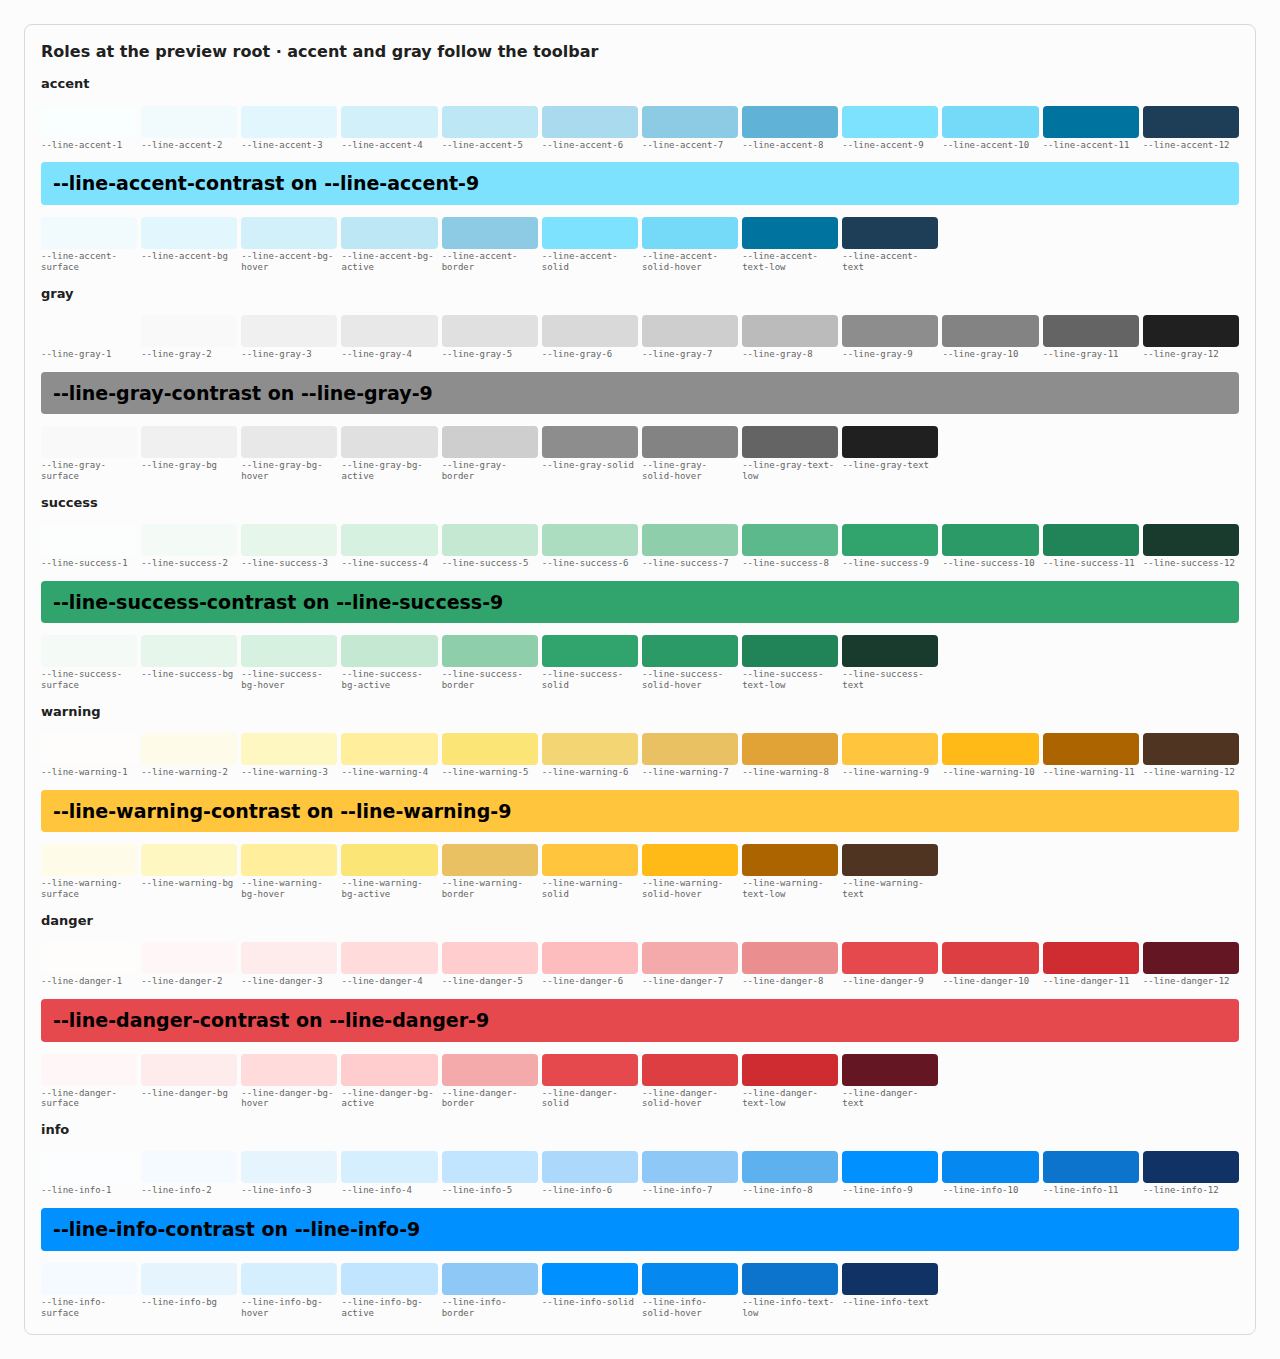 Roles at the preview root · accent and gray follow the toolbar
accent
--line-accent-1 --line-accent-2 --line-accent-3 --line-accent-4 --line-accent-5 --line-accent-6 --line-accent-7 --line-accent-8 --line-accent-9 --line-accent-10 --line-accent-11 --line-accent-12
--line-accent-contrast on --line-accent-9
--line-accent- --line-accent-bg --line-accent-bg- --line-accent-bg- --line-accent- --line-accent- --line-accent- --line-accent- --line-accent-
surface hover active border solid solid-hover text-low text
gray
--line-gray-1 --line-gray-2 --line-gray-3 --line-gray-4 --line-gray-5 --line-gray-6 --line-gray-7 --line-gray-8 --line-gray-9 --line-gray-10 --line-gray-11 --line-gray-12
--line-gray-contrast on --line-gray-9
--line-gray- --line-gray-bg --line-gray-bg- --line-gray-bg- --line-gray- --line-gray-solid --line-gray- --line-gray-text- --line-gray-text
surface hover active border solid-hover low
success
--line-success-1 --line-success-2 --line-success-3 --line-success-4 --line-success-5 --line-success-6 --line-success-7 --line-success-8 --line-success-9 --line-success-10 --line-success-11 --line-success-12
--line-success-contrast on --line-success-9
--line-success- --line-success-bg --line-success- --line-success- --line-success- --line-success- --line-success- --line-success- --line-success-
surface bg-hover bg-active border solid solid-hover text-low text
warning
--line-warning-1 --line-warning-2 --line-warning-3 --line-warning-4 --line-warning-5 --line-warning-6 --line-warning-7 --line-warning-8 --line-warning-9 --line-warning-10 --line-warning-11 --line-warning-12
--line-warning-contrast on --line-warning-9
--line-warning- --line-warning-bg --line-warning- --line-warning- --line-warning- --line-warning- --line-warning- --line-warning- --line-warning-
surface bg-hover bg-active border solid solid-hover text-low text
danger
--line-danger-1 --line-danger-2 --line-danger-3 --line-danger-4 --line-danger-5 --line-danger-6 --line-danger-7 --line-danger-8 --line-danger-9 --line-danger-10 --line-danger-11 --line-danger-12
--line-danger-contrast on --line-danger-9
--line-danger- --line-danger-bg --line-danger-bg- --line-danger-bg- --line-danger- --line-danger- --line-danger- --line-danger- --line-danger-
surface hover active border solid solid-hover text-low text
info
--line-info-1 --line-info-2 --line-info-3 --line-info-4 --line-info-5 --line-info-6 --line-info-7 --line-info-8 --line-info-9 --line-info-10 --line-info-11 --line-info-12
--line-info-contrast on --line-info-9
--line-info- --line-info-bg --line-info-bg- --line-info-bg- --line-info- --line-info-solid --line-info- --line-info-text- --line-info-text
surface hover active border solid-hover low